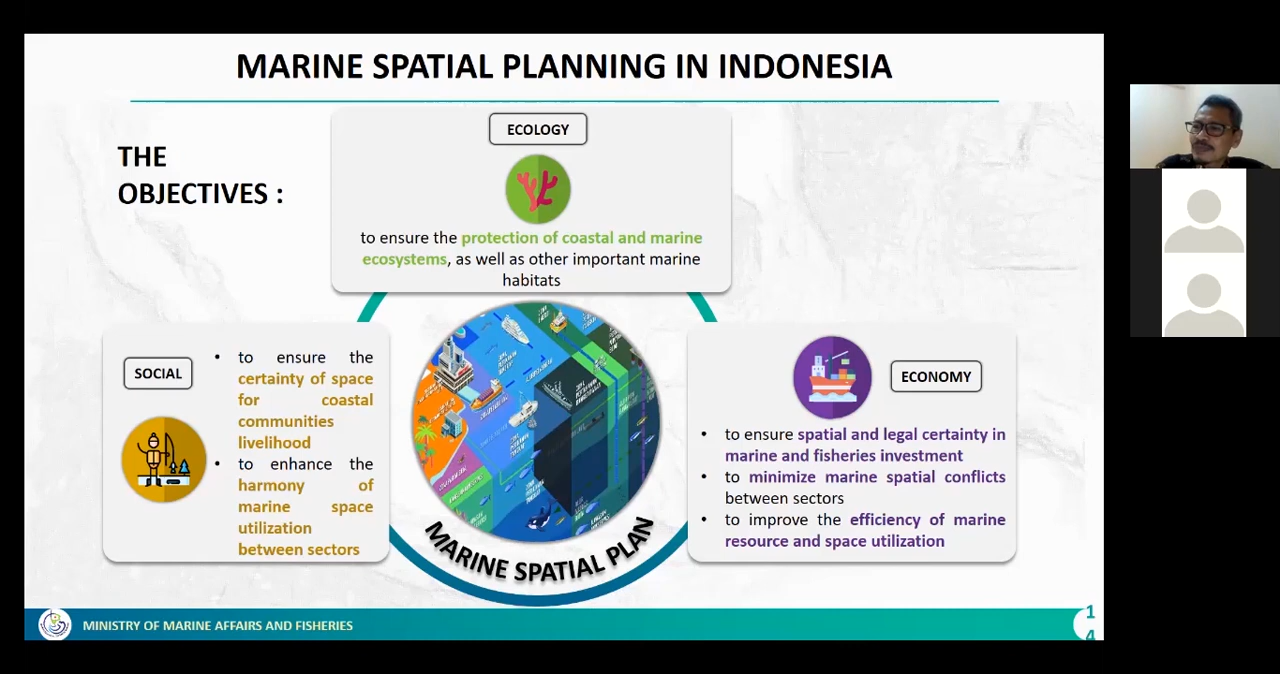 MARINE SPATIAL PLANNING IN INDONESIA
THE
OBJECTIVES :
ECOLOGY
to ensure the protection of coastal and marine
ecosystems, as well as other important marine
habitats
SOCIAL
• to ensure the
certainty of space
for coastal
communities
livelihood
• to enhance the
harmony of
marine space
utilization
between sectors
ECONOMY
• to ensure spatial and legal certainty in
marine and fisheries investment
• to minimize marine spatial conflicts
between sectors
• to improve the efficiency of marine
resource and space utilization
MARINE SPATIAL PLAN
MINISTRY OF MARINE AFFAIRS AND FISHERIES
1
4